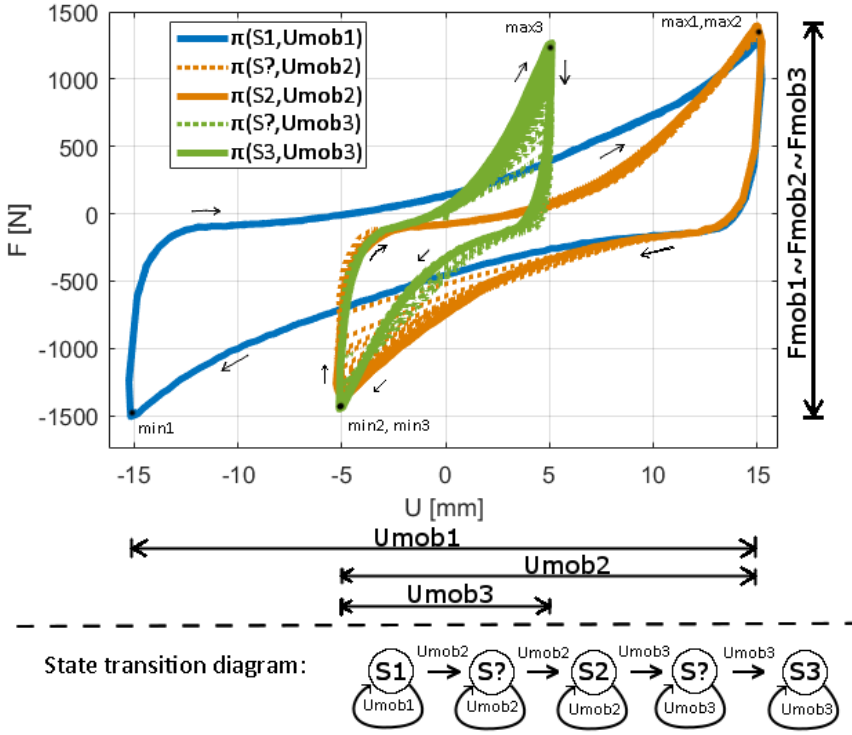 1500
1000
500
0
-500
-1000
-1500
F [N]
π(S1,Umob1)
π(S?,Umob2)
π(S2,Umob2)
π(S?,Umob3)
π(S3,Umob3)
max3
max1,max2
min1
min2, min3
Fmob1~Fmob2~Fmob3
-15 -10 -5 0 5 10 15
U [mm]
Umob1
Umob2
Umob3
State transition diagram:
Umob2 Umob2 Umob3 Umob3
S1 S? S2 S? S3
Umob1 Umob2 Umob2 Umob3 Umob3